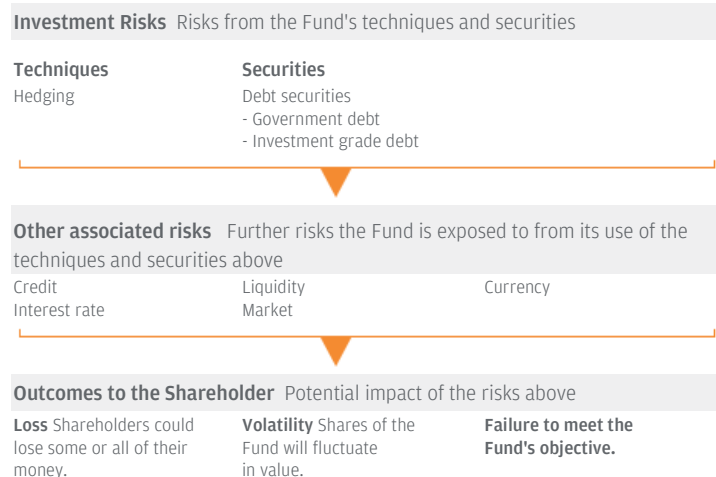 Investment Risks Risks from the Fund's techniques and securities
Techniques Securities
Hedging Debt securities
- Government debt
- Investment grade debt
Other associated risks Further risks the Fund is exposed to from its use of the
techniques and securities above
Credit Liquidity Currency
Interest rate Market
Outcomes to the Shareholder Potential impact of the risks above
Loss Shareholders could
lose some or all of their
money.
Volatility Shares of the
Fund will fluctuate
in value.
Failure to meet the
Fund's objective.